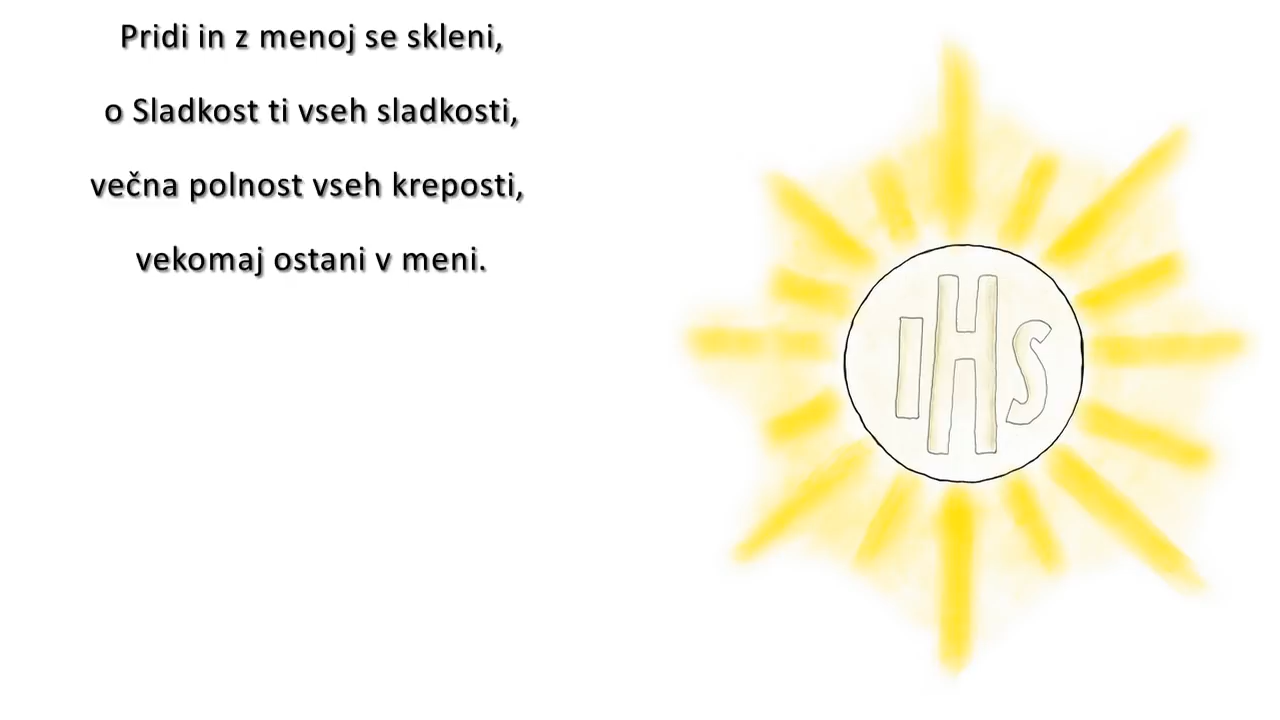 Pridi in z menoj se skleni,
o Sladkost ti vseh sladkosti,
večna polnost vseh kreposti,
vekomaj ostani v meni.
IHS